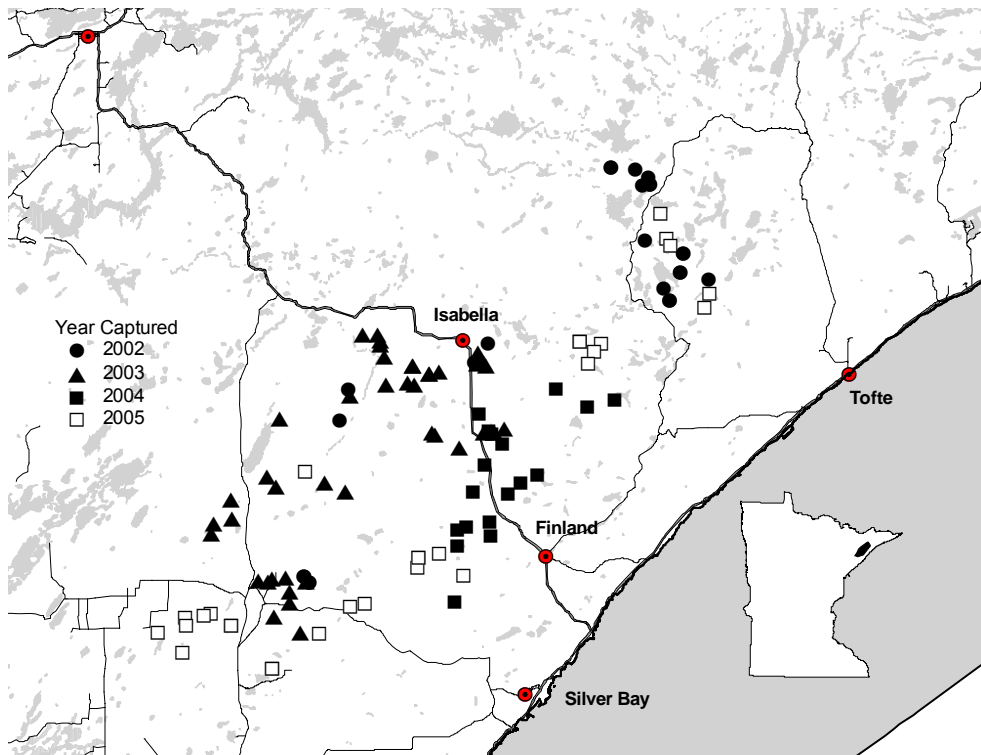 Isabella
Year Captured
2002
2003
2004
2005
Tofte
Finland
Silver Bay